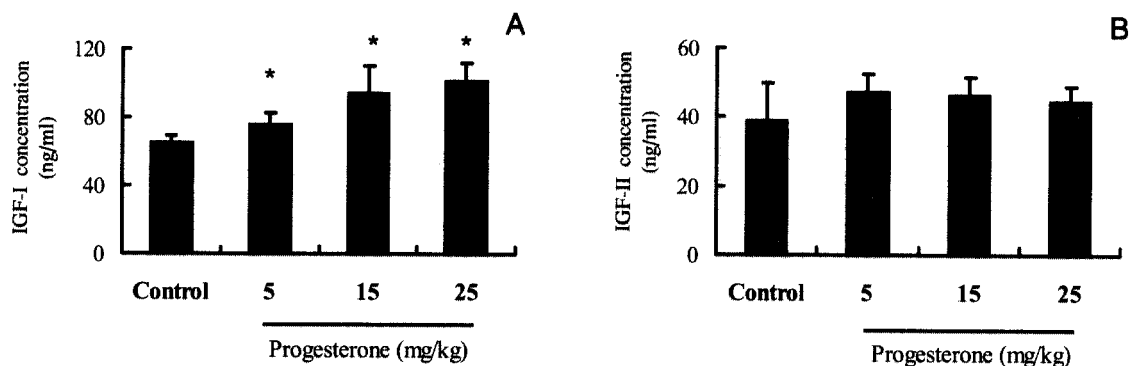 A
IGF-I concentration
(ng/ml)
120
80
40
0
* * *
Control 5 15 25
Progesterone (mg/kg)
B
IGF-II concentration
(ng/ml)
60
40
20
0
Control 5 15 25
Progesterone (mg/kg)